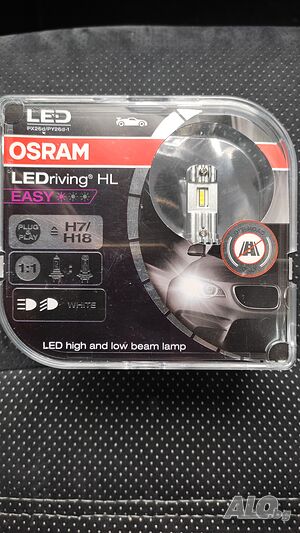 LED
PX26d/PY26d-1
OSRAM
LEDriving® HL
EASY
PLUG & PLAY
H7/
H18
OFFROAD
1:1
WHITE
LED high and low beam lamp
ALO.bg